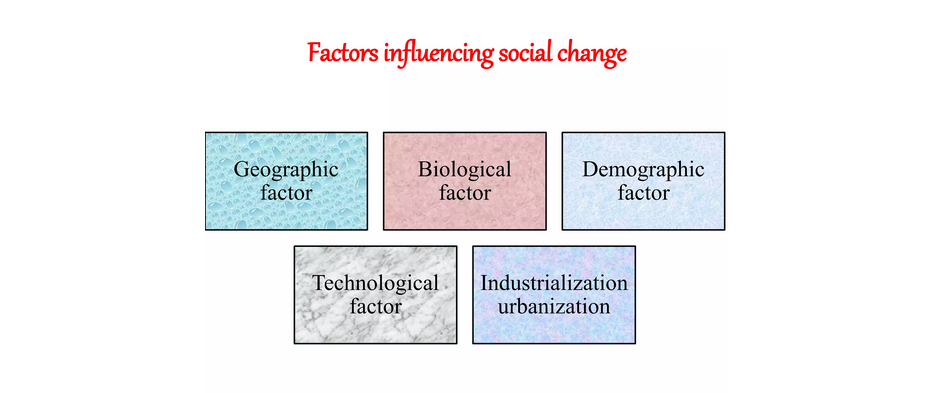 Factors influencing social change
Geographic
factor
Biological
factor
Demographic
factor
Technological
factor
Industrialization
urbanization